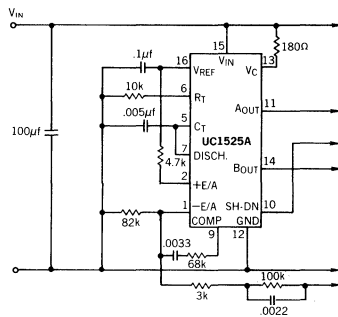 VIN
.1µf
16
VREF
15
VIN
VC
13
180Ω
10k
6
RT
AOUT
11
.005µf
5
CT
100µf
UC1525A
7
DISCH.
4.7k
BOUT
14
2
+E/A
1
-E/A
SH-DN
10
82k
COMP
GND
9
12
.0033
68k
100k
3k
.0022